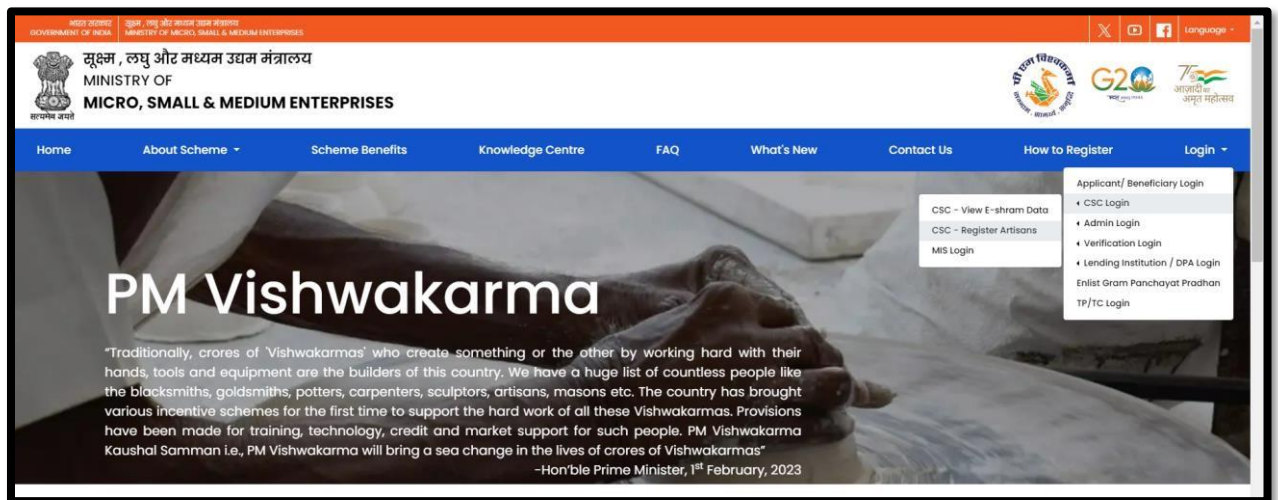 भारत सरकार
GOVERNMENT OF INDIA
सूक्ष्म , लघु और मध्यम उद्यम मंत्रालय
MINISTRY OF MICRO, SMALL & MEDIUM ENTERPRISES
Language
सूक्ष्म , लघु और मध्यम उद्यम मंत्रालय
MINISTRY OF
MICRO, SMALL & MEDIUM ENTERPRISES
सत्यमेव जयते
पी एम विश्वकर्मा
सम्मान , सामर्थ्य , समृद्धि
G20
75
आज़ादी का
अमृत महोत्सव
Home About Scheme Scheme Benefits Knowledge Centre FAQ What's New Contact Us How to Register Login
Applicant/ Beneficiary Login
CSC Login
Admin Login
Verification Login
Lending Institution / DPA Login
Enlist Gram Panchayat Pradhan
TP/TC Login
CSC - View E-shram Data
CSC - Register Artisans
MIS Login
PM Vishwakarma
"Traditionally, crores of 'Vishwakarmas' who create something or the other by working hard with their
hands, tools and equipment are the builders of this country. We have a huge list of countless people like
the blacksmiths, goldsmiths, potters, carpenters, sculptors, artisans, masons etc. The country has brought
various incentive schemes for the first time to support the hard work of all these Vishwakarmas. Provisions
have been made for training, technology, credit and market support for such people. PM Vishwakarma
Kaushal Samman i.e., PM Vishwakarma will bring a sea change in the lives of crores of Vishwakarmas"
-Hon'ble Prime Minister, 1st February, 2023